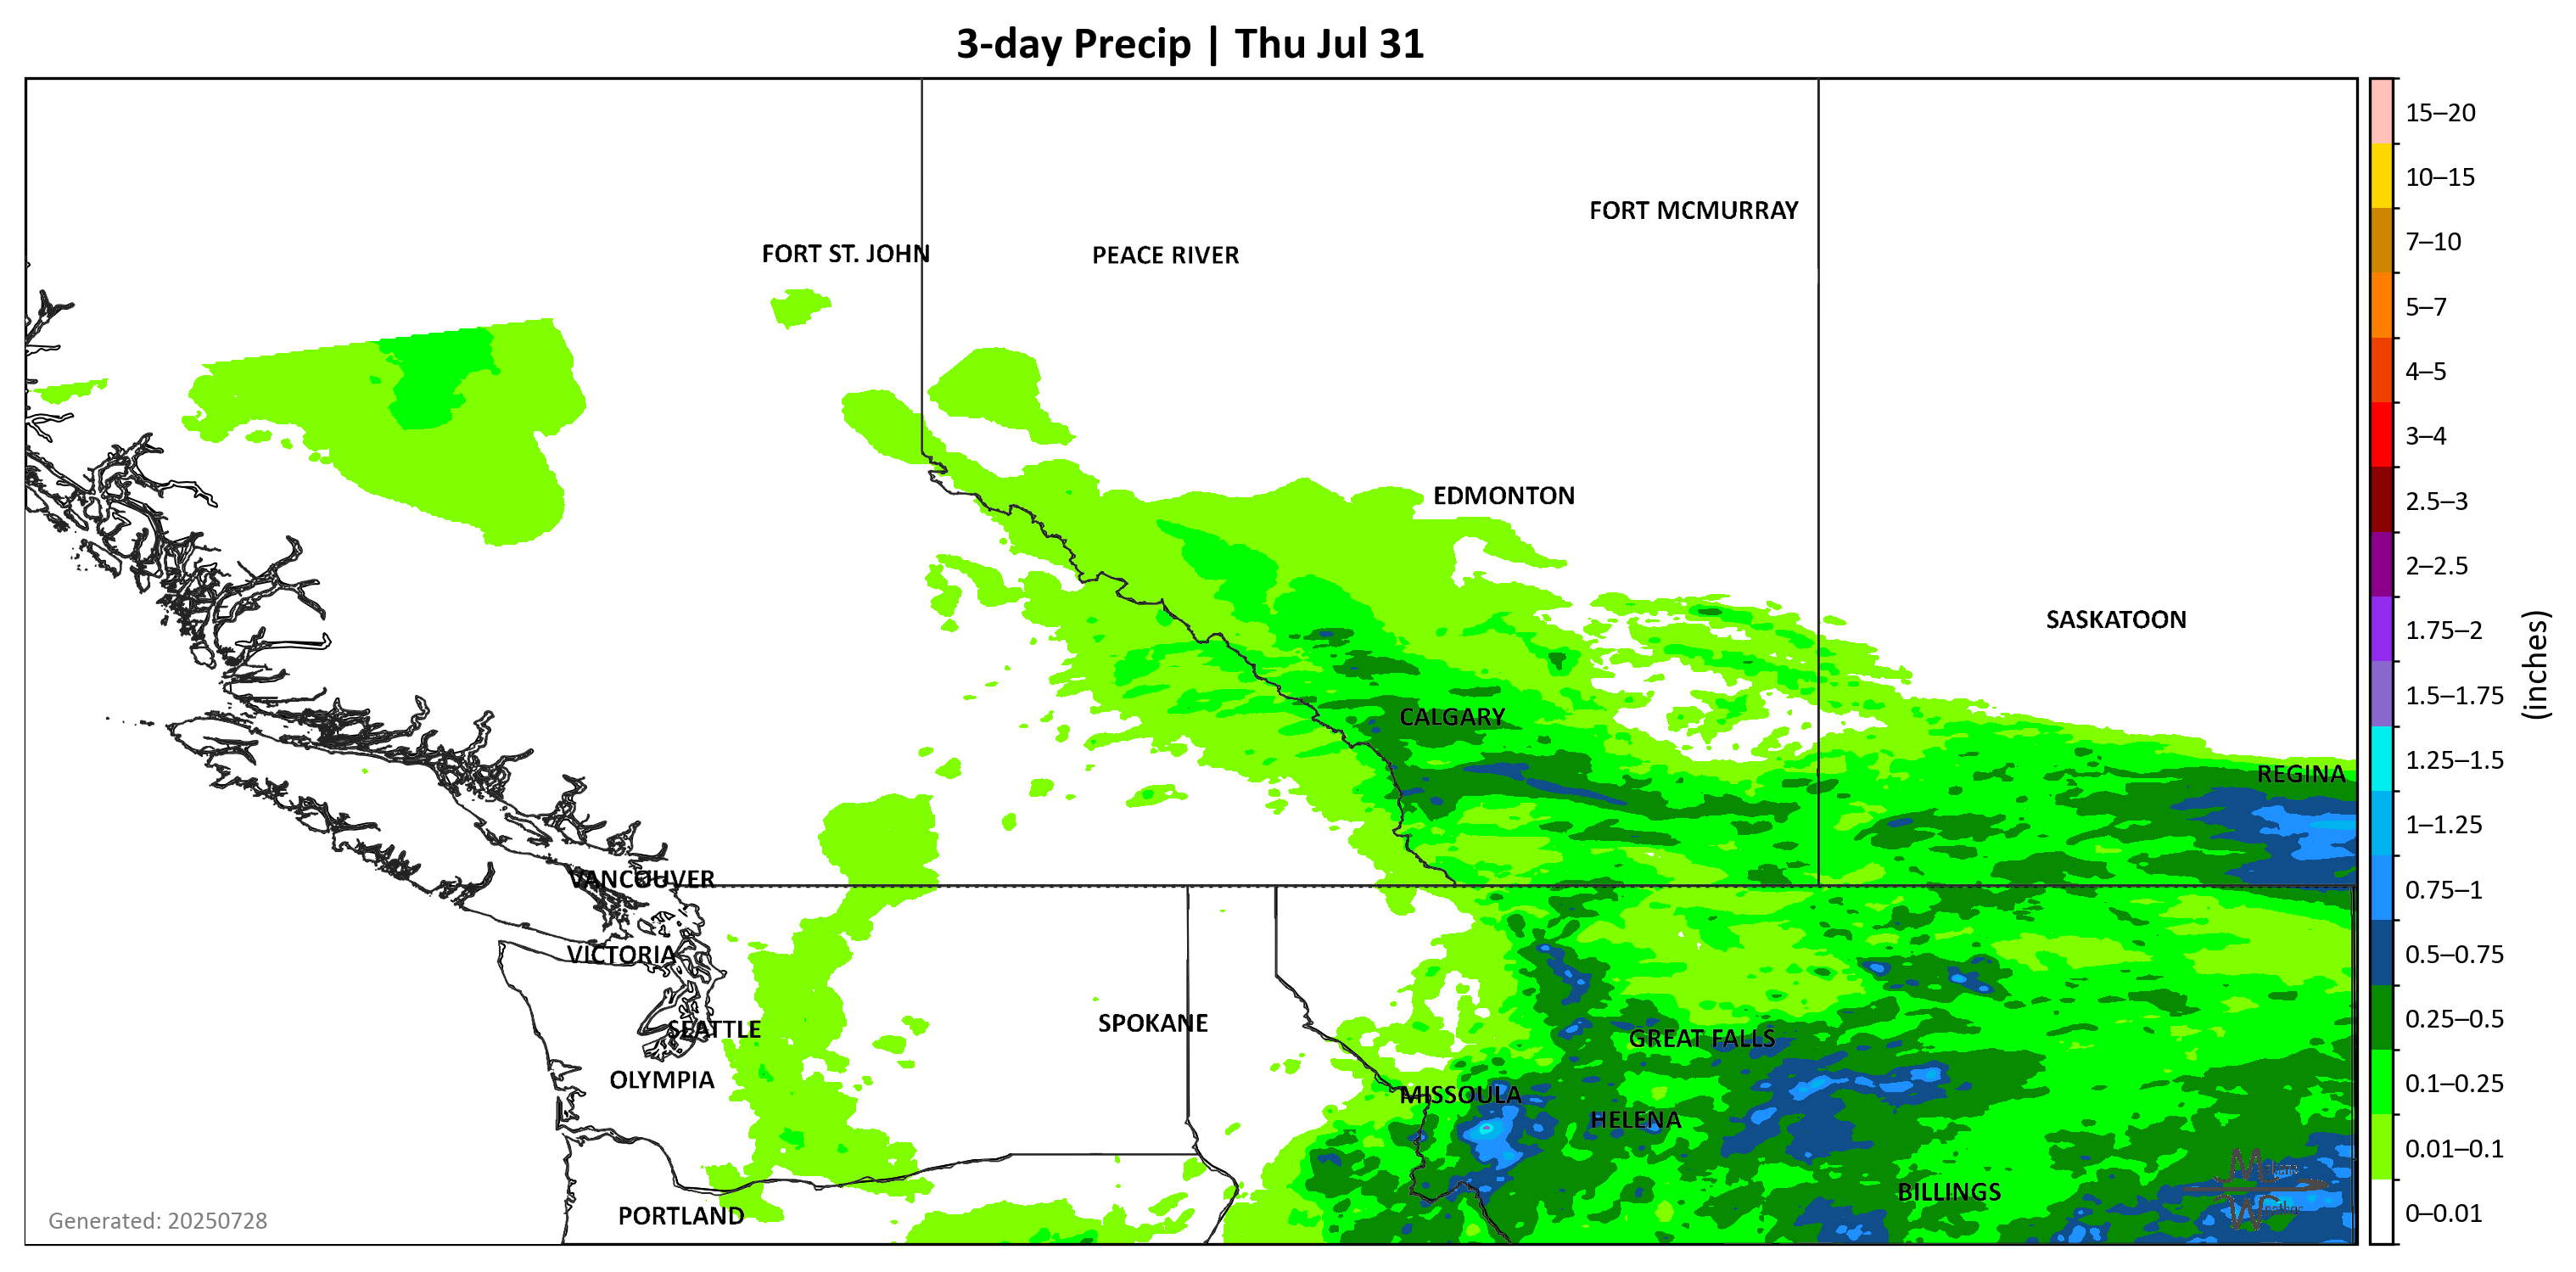 3-day Precip | Thu Jul 31
FORT MCMURRAY
FORT ST. JOHN
PEACE RIVER
EDMONTON
SASKATOON
CALGARY
REGINA
VANCOUVER
VICTORIA
SEATTLE
SPOKANE
GREAT FALLS
OLYMPIA
MISSOULA
HELENA
BILLINGS
PORTLAND
Generated: 20250728
15–20
10–15
7–10
5–7
4–5
3–4
2.5–3
2–2.5
1.75–2
1.5–1.75
1.25–1.5
1–1.25
0.75–1
0.5–0.75
0.25–0.5
0.1–0.25
0.01–0.1
0–0.01
(inches)